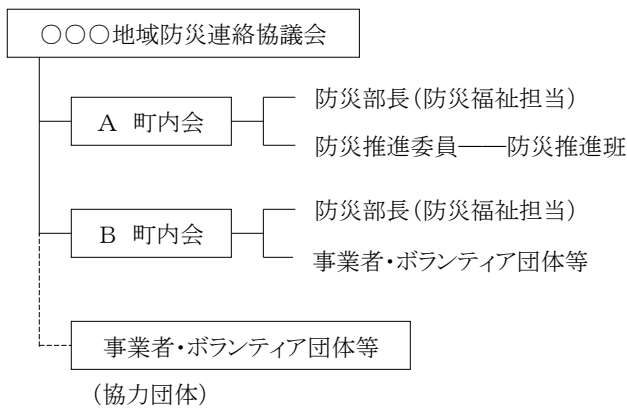 ○○○地域防災連絡協議会
防災部長(防災福祉担当)
A 町内会
防災推進委員――防災推進班
防災部長(防災福祉担当)
B 町内会
事業者・ボランティア団体等
事業者・ボランティア団体等
(協力団体)